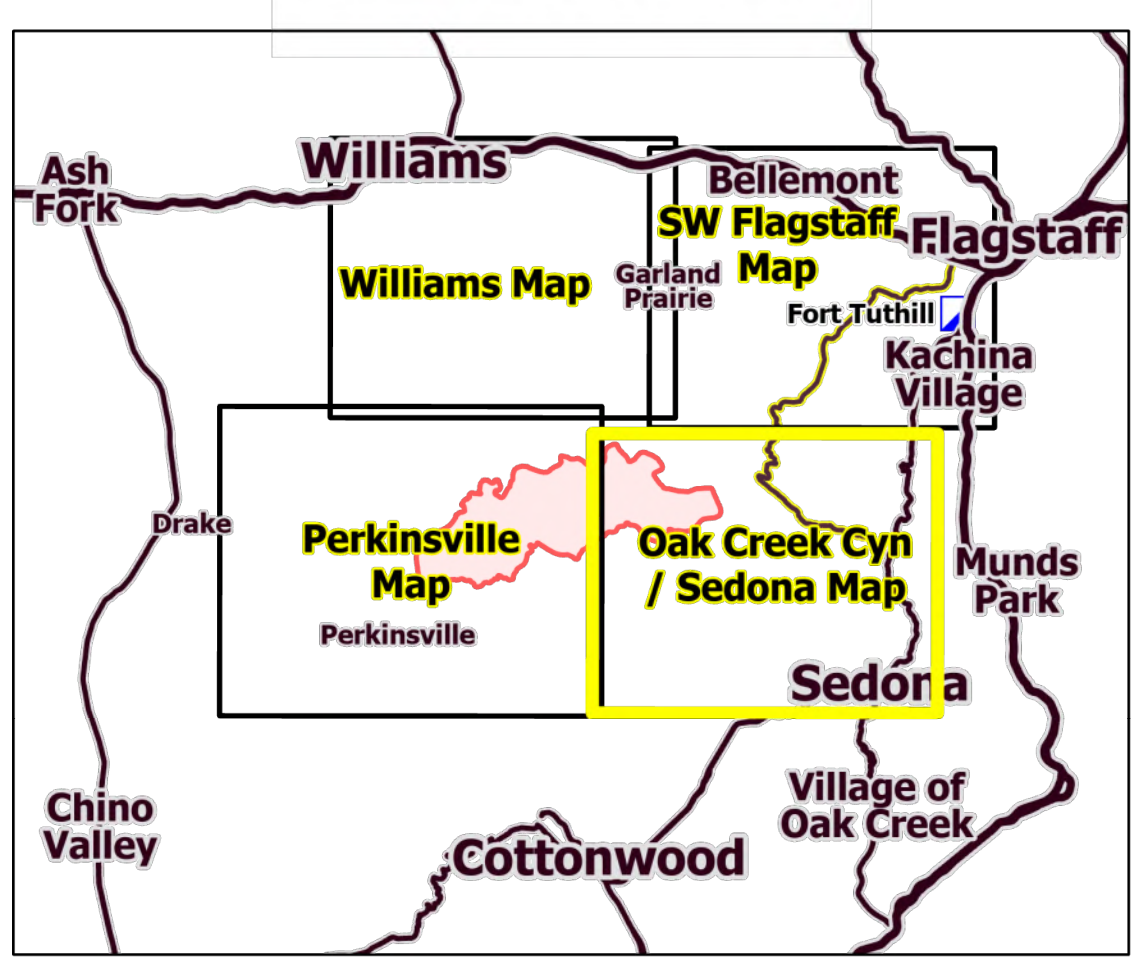 Ash
Fork
Williams
Bellemont
SW Flagstaff
Map
Flagstaff
Williams Map
Garland
Prairie
Fort Tuthill
Kachina
Village
Drake
Perkinsville
Map
Oak Creek Cyn
/ Sedona Map
Munds
Park
Perkinsville
Sedona
Chino
Valley
Village of
Oak Creek
Cottonwood